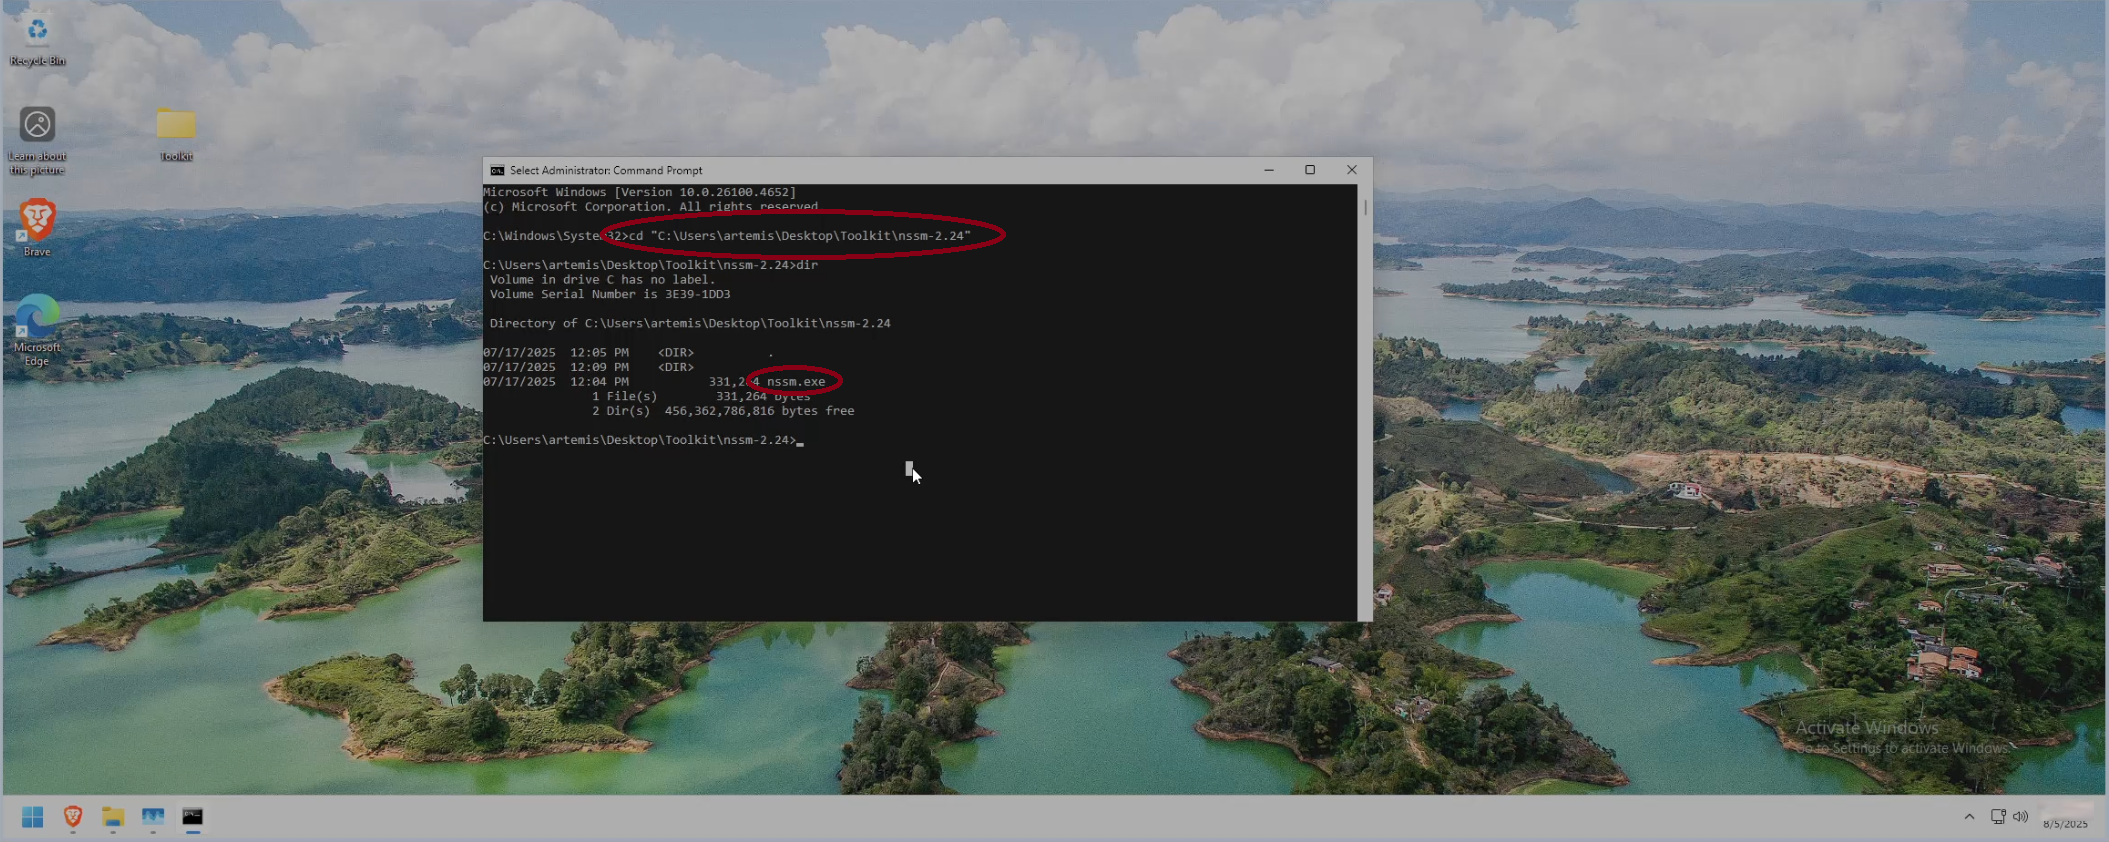 Recycle Bin
Learn about
this picture
Toolkit
Brave
Microsoft
Edge
Select Administrator: Command Prompt
Microsoft Windows [Version 10.0.26100.4652]
(c) Microsoft Corporation. All rights reserved
C:\Windows\System32>cd "C:\Users\artemis\Desktop\Toolkit\nssm-2.24"
C:\Users\artemis\Desktop\Toolkit\nssm-2.24>dir
Volume in drive C has no label.
Volume Serial Number is 3E39-1DD3
Directory of C:\Users\artemis\Desktop\Toolkit\nssm-2.24
07/17/2025 12:05 PM <DIR> .
07/17/2025 12:09 PM <DIR>
07/17/2025 12:04 PM 331,264 nssm.exe
1 File(s) 331,264 bytes
2 Dir(s) 456,362,786,816 bytes free
C:\Users\artemis\Desktop\Toolkit\nssm-2.24>_
Activate Windows
Go to Settings to activate Windows.
8/5/2025